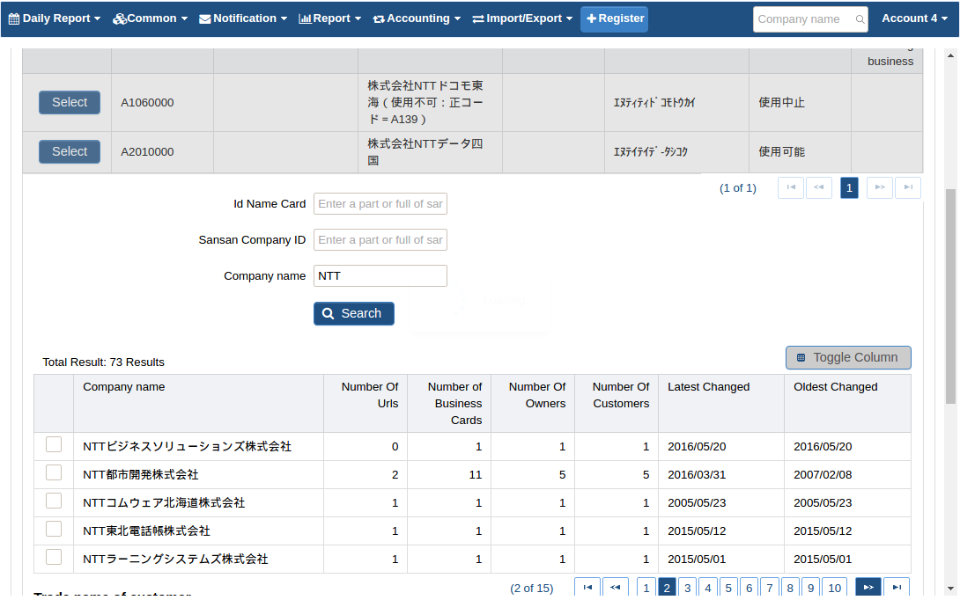 Daily Report Common Notification Report Accounting Import/Export Register Company name Account 4
business
Select A1060000 株式会社NTTドコモ東海（使用不可：正コード＝A139） ｴﾇﾃｨﾃｨﾄﾞｺﾓﾄｳｶｲ 使用中止
Select A2010000 株式会社NTTデータ四国 ｴﾇﾃｲﾃｲﾃﾞ-ﾀｼｺｸ 使用可能
(1 of 1) 1
Id Name Card Enter a part or full of sar
Sansan Company ID Enter a part or full of sar
Company name NTT
Search
Total Result: 73 Results Toggle Column
Company name Number Of Urls Number of Business Cards Number Of Owners Number Of Customers Latest Changed Oldest Changed
NTTビジネスソリューションズ株式会社 0 1 1 1 2016/05/20 2016/05/20
NTT都市開発株式会社 2 11 5 5 2016/03/31 2007/02/08
NTTコムウェア北海道株式会社 1 1 1 1 2005/05/23 2005/05/23
NTT東北電話帳株式会社 1 1 1 1 2015/05/12 2015/05/12
NTTラーニングシステムズ株式会社 1 1 1 1 2015/05/01 2015/05/01
(2 of 15) 1 2 3 4 5 6 7 8 9 10
Trade name of customer